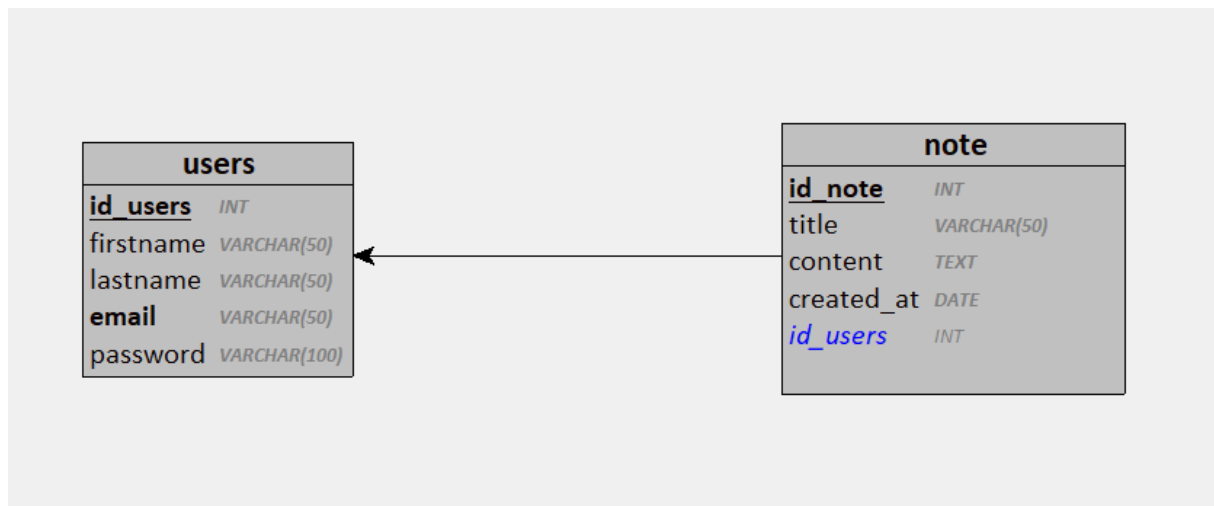 users
id_users INT
firstname VARCHAR(50)
lastname VARCHAR(50)
email VARCHAR(50)
password VARCHAR(100)
note
id_note INT
title VARCHAR(50)
content TEXT
created_at DATE
id_users INT